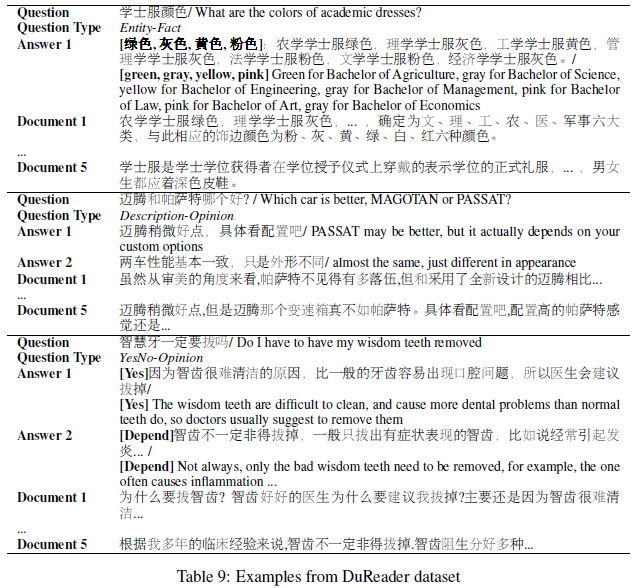 Question 学士服颜色/ What are the colors of academic dresses?
Question Type Entity-Fact
Answer 1 [绿色, 灰色, 黄色, 粉色]：农学学士服绿色，理学学士服灰色，工学学士服黄色，管
理学学士服灰色，法学学士服粉色，文学学士服粉色，经济学学士服灰色。/
[green, gray, yellow, pink] Green for Bachelor of Agriculture, gray for Bachelor of Science,
yellow for Bachelor of Engineering, gray for Bachelor of Management, pink for Bachelor
of Law, pink for Bachelor of Art, gray for Bachelor of Economics
Document 1 农学学士服绿色，理学学士服灰色，... ，确定为文、理、工、农、医、军事六大
类，与此相应的饰边颜色为粉、灰、黄、绿、白、红六种颜色。
...
Document 5 学士服是学士学位获得者在学位授予仪式上穿戴的表示学位的正式礼服，... ，男女
生都应着深色皮鞋。
Question 迈腾和帕萨特哪个好? / Which car is better, MAGOTAN or PASSAT?
Question Type Description-Opinion
Answer 1 迈腾稍微好点，具体看配置吧/ PASSAT may be better, but it actually depends on your
custom options
Answer 2 两车性能基本一致，只是外形不同/ almost the same, just different in appearance
Document 1 虽然从审美的角度来看,帕萨特不见得有多落伍,但和采用了全新设计的迈腾相比...
...
Document 5 迈腾稍微好点,但是迈腾那个变速箱真不如帕萨特。具体看配置吧,配置高的帕萨特感
觉还是...
Question 智慧牙一定要拔吗/ Do I have to have my wisdom teeth removed
Question Type YesNo-Opinion
Answer 1 [Yes]因为智齿很难清洁的原因，比一般的牙齿容易出现口腔问题，所以医生会建议
拔掉/
[Yes] The wisdom teeth are difficult to clean, and cause more dental problems than normal
teeth do, so doctors usually suggest to remove them
Answer 2 [Depend]智齿不一定非得拔掉，一般只拔出有症状表现的智齿，比如说经常引起发
炎... /
[Depend] Not always, only the bad wisdom teeth need to be removed, for example, the one
often causes inflammation ...
Document 1 为什么要拔智齿? 智齿好好的医生为什么要建议我拔掉?主要还是因为智齿很难清
洁...
...
Document 5 根据我多年的临床经验来说,智齿不一定非得拔掉.智齿阻生分好多种...
Table 9: Examples from DuReader dataset